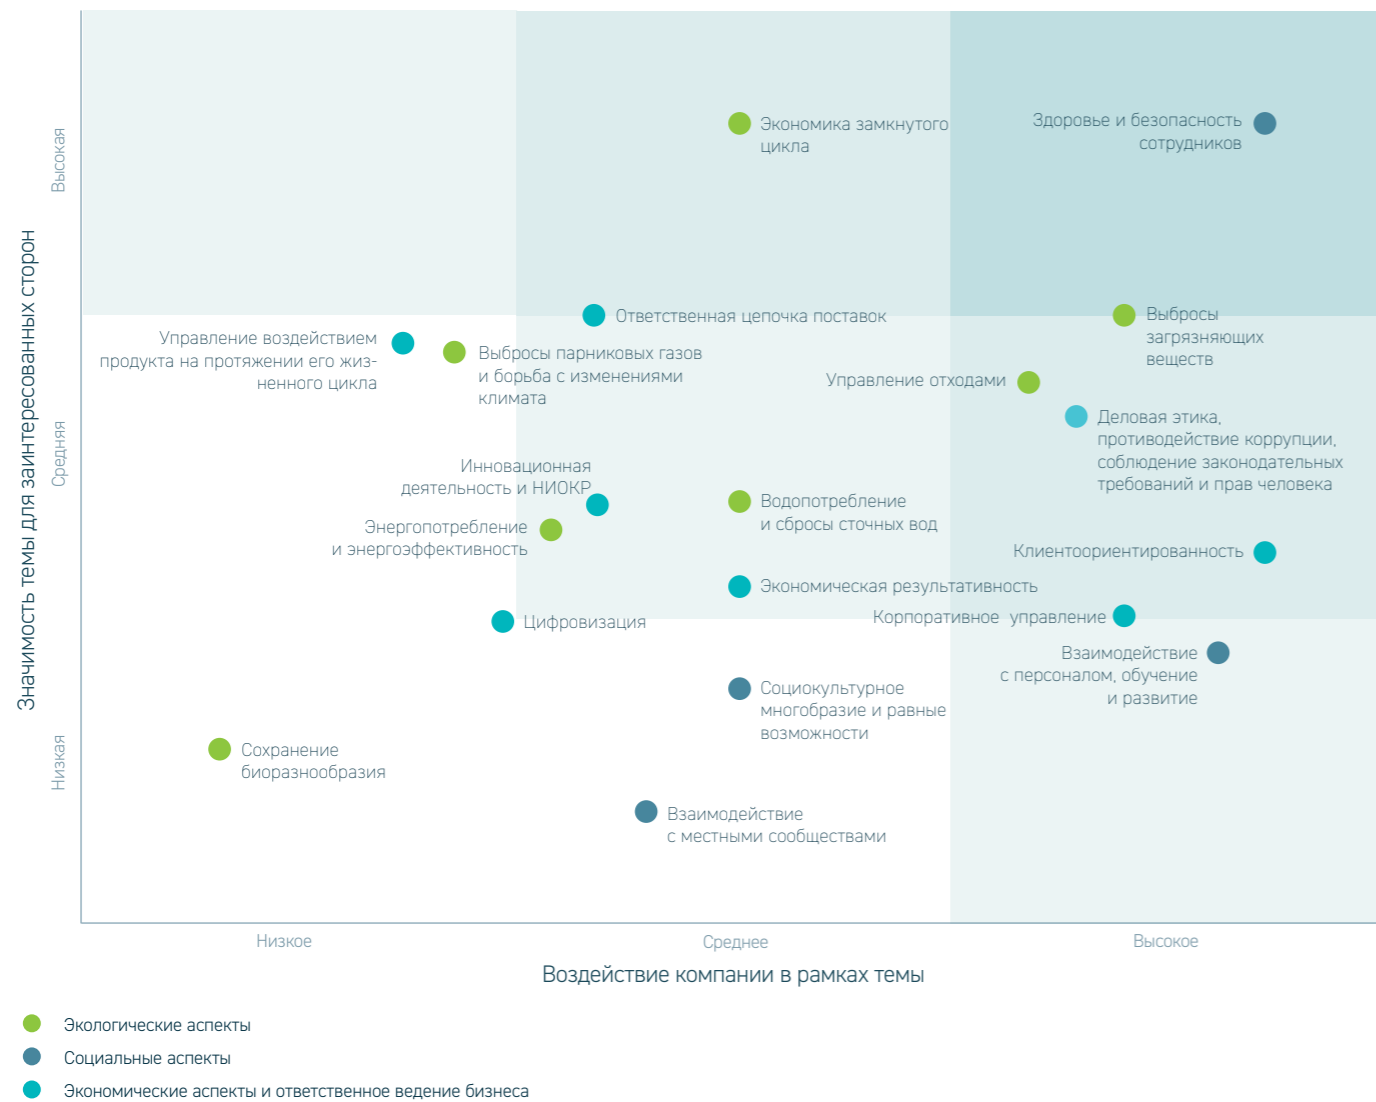 Значимость темы для заинтересованных сторон
Высокая
Средняя
Низкая
Экономика замкнутого
цикла
Здоровье и безопасность
сотрудников
Ответственная цепочка поставок
Выбросы
загрязняющих
веществ
Управление воздействием
продукта на протяжении его жиз-
ненного цикла
Выбросы парниковых газов
и борьба с изменениями
климата
Управление отходами
Деловая этика,
противодействие коррупции,
соблюдение законодательных
требований и прав человека
Инновационная
деятельность и НИОКР
Водопотребление
и сбросы сточных вод
Энергопотребление
и энергоэффективность
Клиентоориентированность
Экономическая результативность
Корпоративное управление
Цифровизация
Взаимодействие
с персоналом, обучение
и развитие
Социокультурное
многобразие и равные
возможности
Сохранение
биоразнообразия
Взаимодействие
с местными сообществами
Низкое
Среднее
Высокое
Воздействие компании в рамках темы
Экологические аспекты
Социальные аспекты
Экономические аспекты и ответственное ведение бизнеса